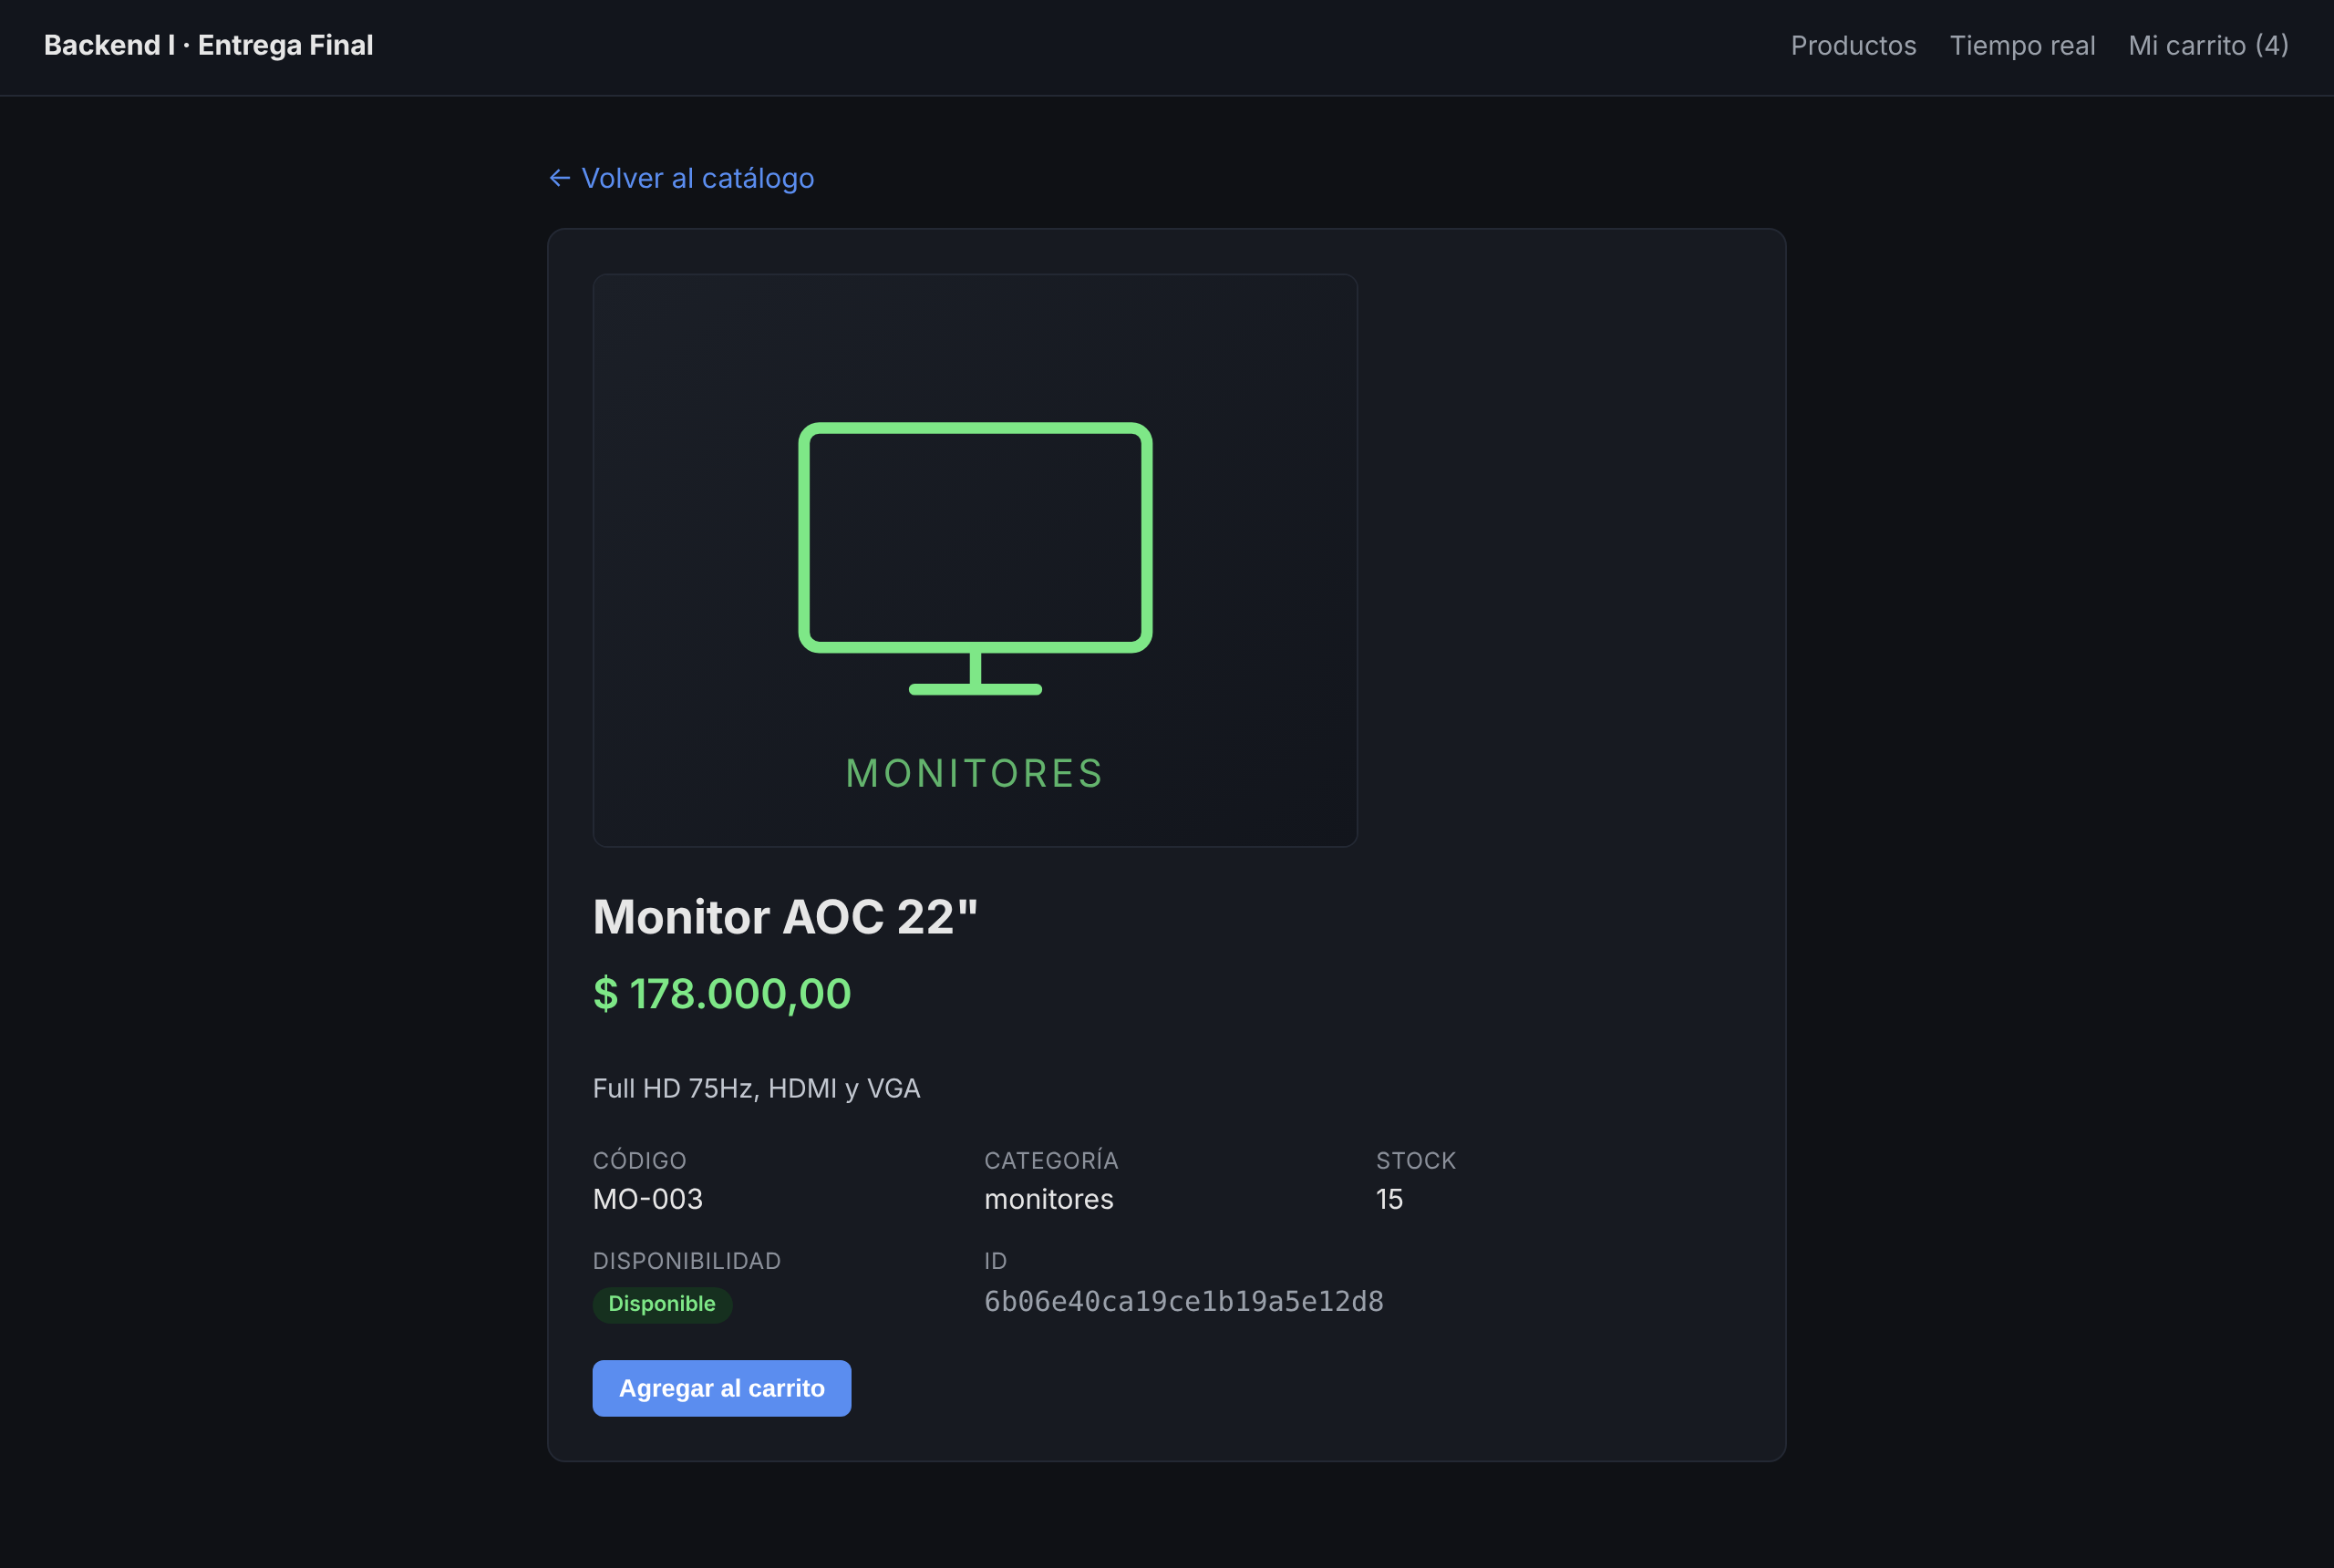 Backend I · Entrega Final
Productos Tiempo real Mi carrito (4)
← Volver al catálogo
MONITORES
Monitor AOC 22"
$ 178.000,00
Full HD 75Hz, HDMI y VGA
CÓDIGO CATEGORÍA STOCK
MO-003 monitores 15
DISPONIBILIDAD ID
Disponible 6b06e40ca19ce1b19a5e12d8
Agregar al carrito